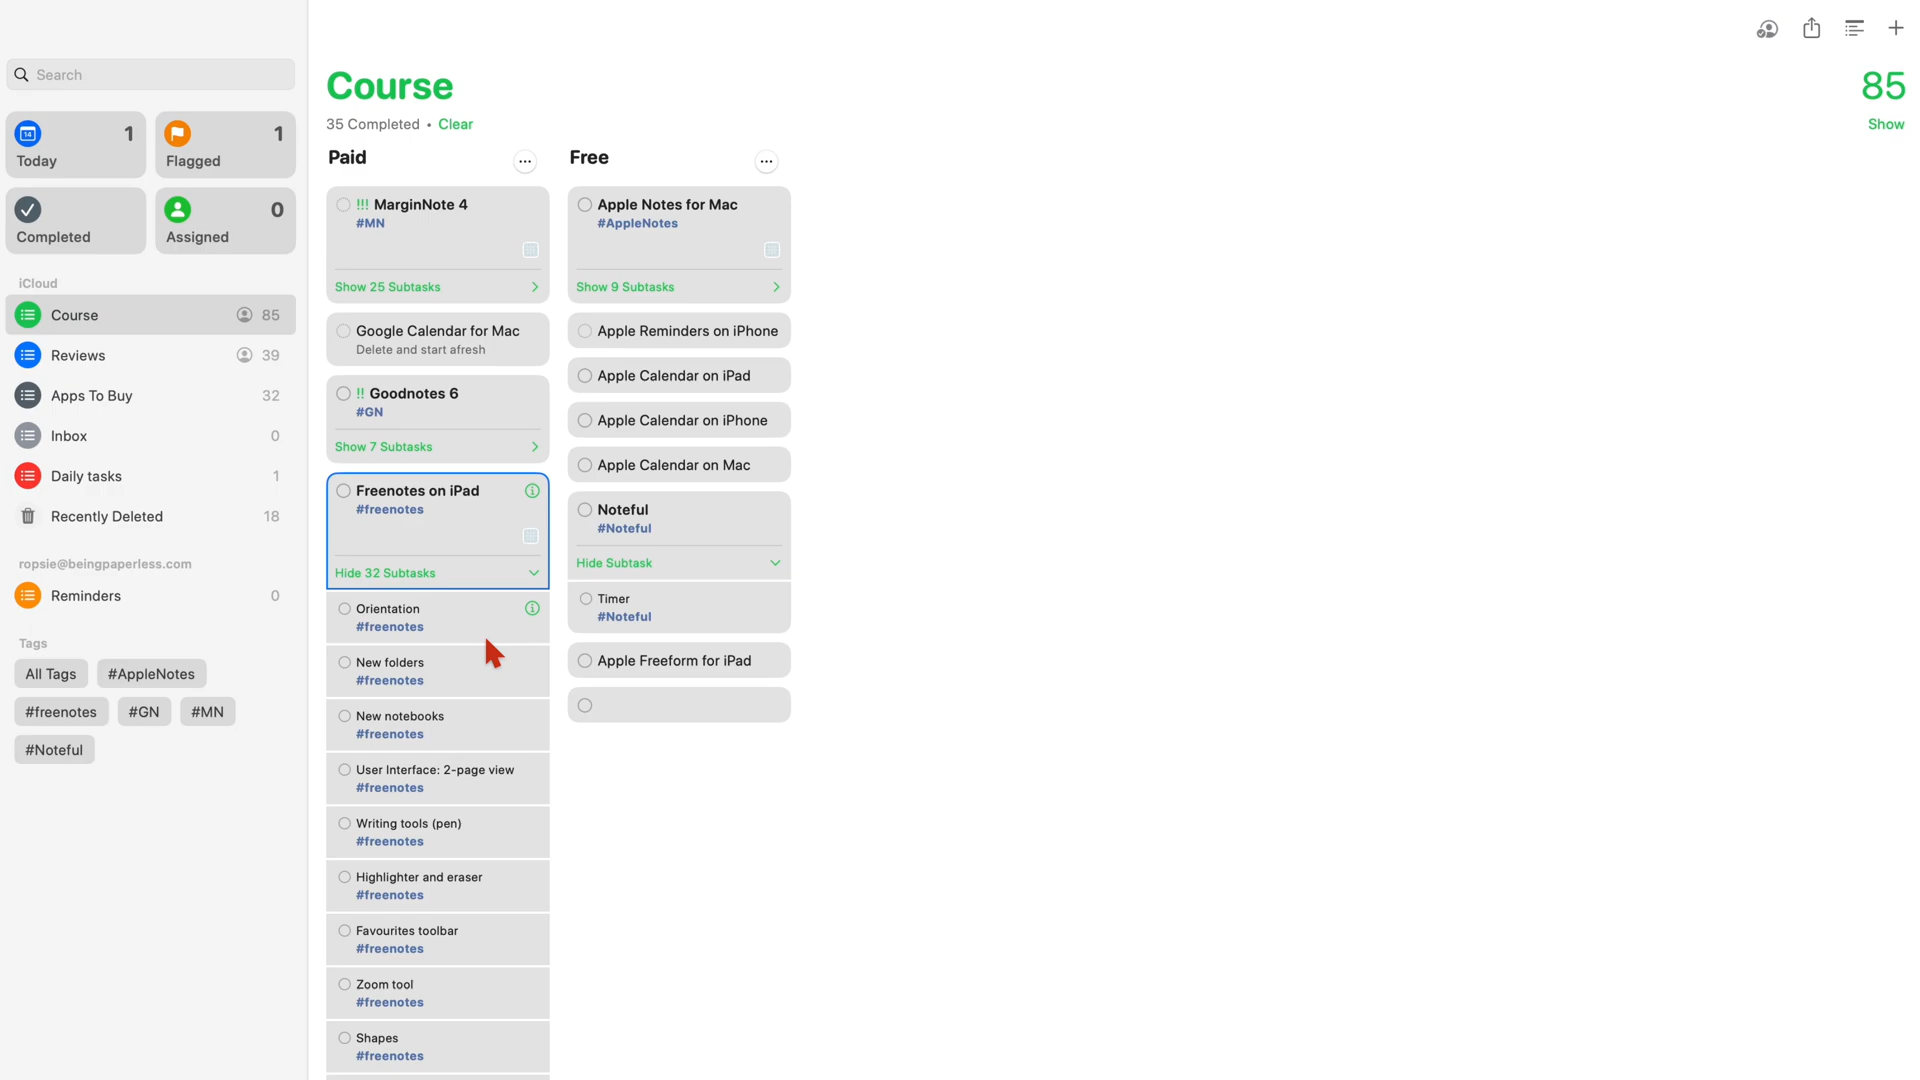 Search
14
1
Today
1
Flagged
Completed
0
Assigned
iCloud
Course 85
Reviews 39
Apps To Buy 32
Inbox 0
Daily tasks 1
Recently Deleted 18
ropsie@beingpaperless.com
Reminders 0
Tags
All Tags #AppleNotes
#freenotes #GN #MN
#Noteful
Course
85
35 Completed • Clear
Show
Paid
!!! MarginNote 4
#MN
Show 25 Subtasks
Google Calendar for Mac
Delete and start afresh
!! Goodnotes 6
#GN
Show 7 Subtasks
Freenotes on iPad
#freenotes
Hide 32 Subtasks
Orientation
#freenotes
New folders
#freenotes
New notebooks
#freenotes
User Interface: 2-page view
#freenotes
Writing tools (pen)
#freenotes
Highlighter and eraser
#freenotes
Favourites toolbar
#freenotes
Zoom tool
#freenotes
Shapes
#freenotes
Free
Apple Notes for Mac
#AppleNotes
Show 9 Subtasks
Apple Reminders on iPhone
Apple Calendar on iPad
Apple Calendar on iPhone
Apple Calendar on Mac
Noteful
#Noteful
Hide Subtask
Timer
#Noteful
Apple Freeform for iPad